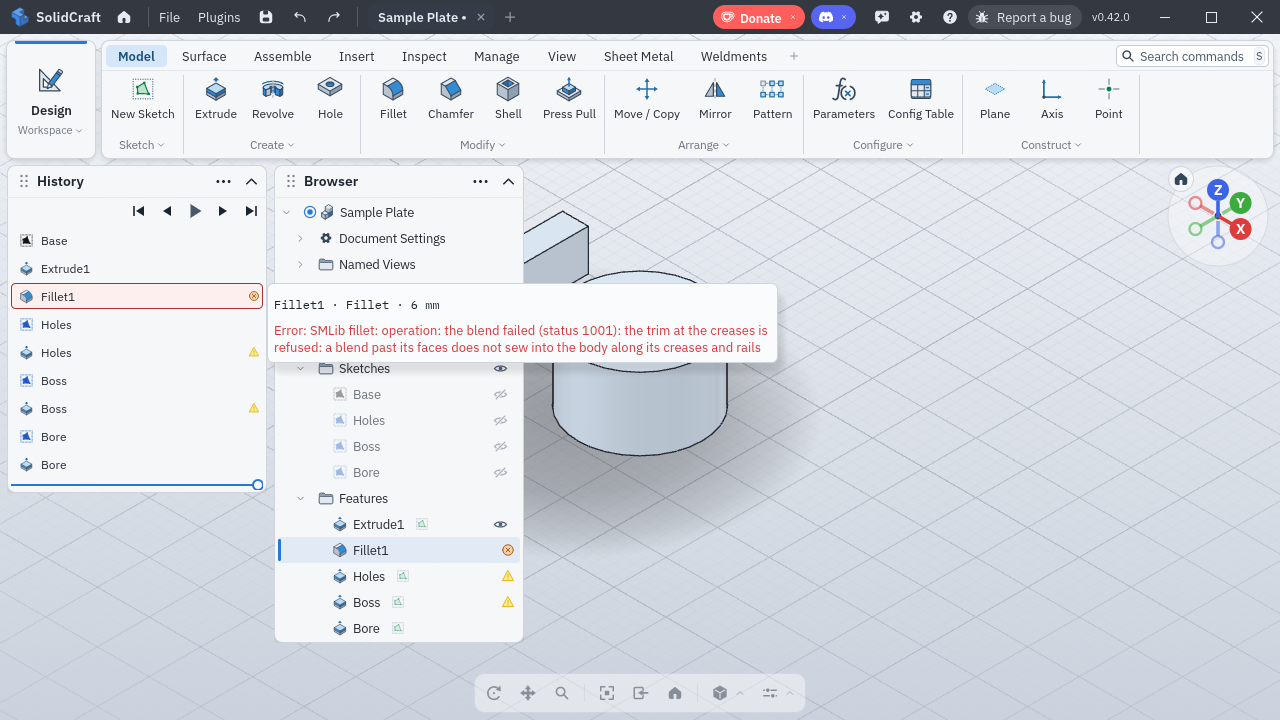 SolidCraft
File
Plugins
Sample Plate •
Donate
Report a bug
v0.42.0
Design
Workspace
Model
Surface
Assemble
Insert
Inspect
Manage
View
Sheet Metal
Weldments
Search commands
S
New Sketch
Extrude
Revolve
Hole
Fillet
Chamfer
Shell
Press Pull
Move / Copy
Mirror
Pattern
Parameters
Config Table
Plane
Axis
Point
Sketch
Create
Modify
Arrange
Configure
Construct
History
Base
Extrude1
Fillet1
Holes
Holes
Boss
Boss
Bore
Bore
Browser
Sample Plate
Document Settings
Named Views
Fillet1 · Fillet · 6 mm
Error: SMLib fillet: operation: the blend failed (status 1001): the trim at the creases is
refused: a blend past its faces does not sew into the body along its creases and rails
Sketches
Base
Holes
Boss
Bore
Features
Extrude1
Fillet1
Holes
Boss
Bore
Z
Y
X